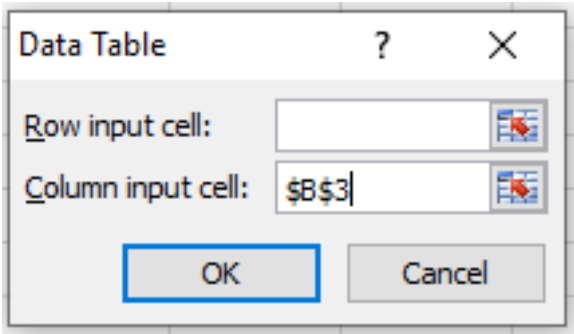 Data Table ? ×
Row input cell:
Column input cell: $B$3
OK Cancel